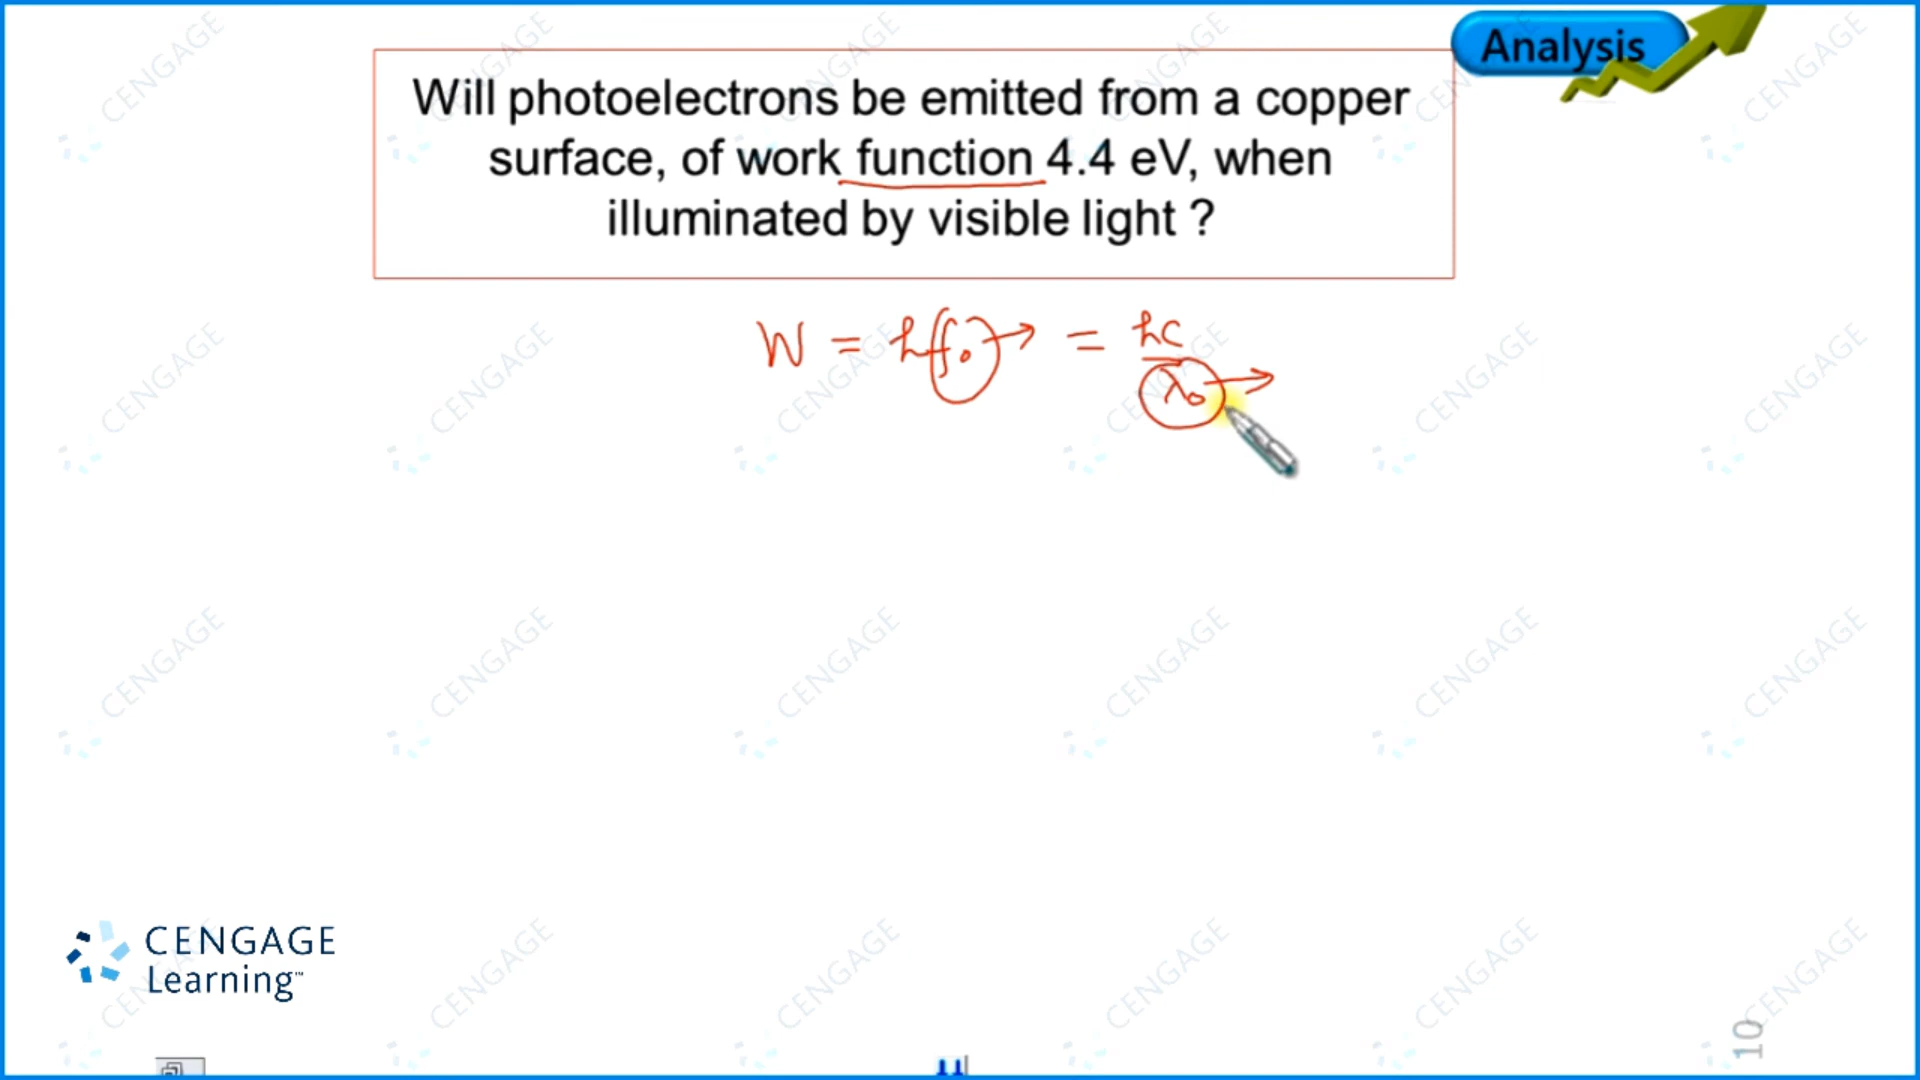 Analysis
Will photoelectrons be emitted from a copper
surface, of work function 4.4 eV, when
illuminated by visible light ?
W = hf₀ → = hc
λ₀ →
CENGAGE
Learning™
10